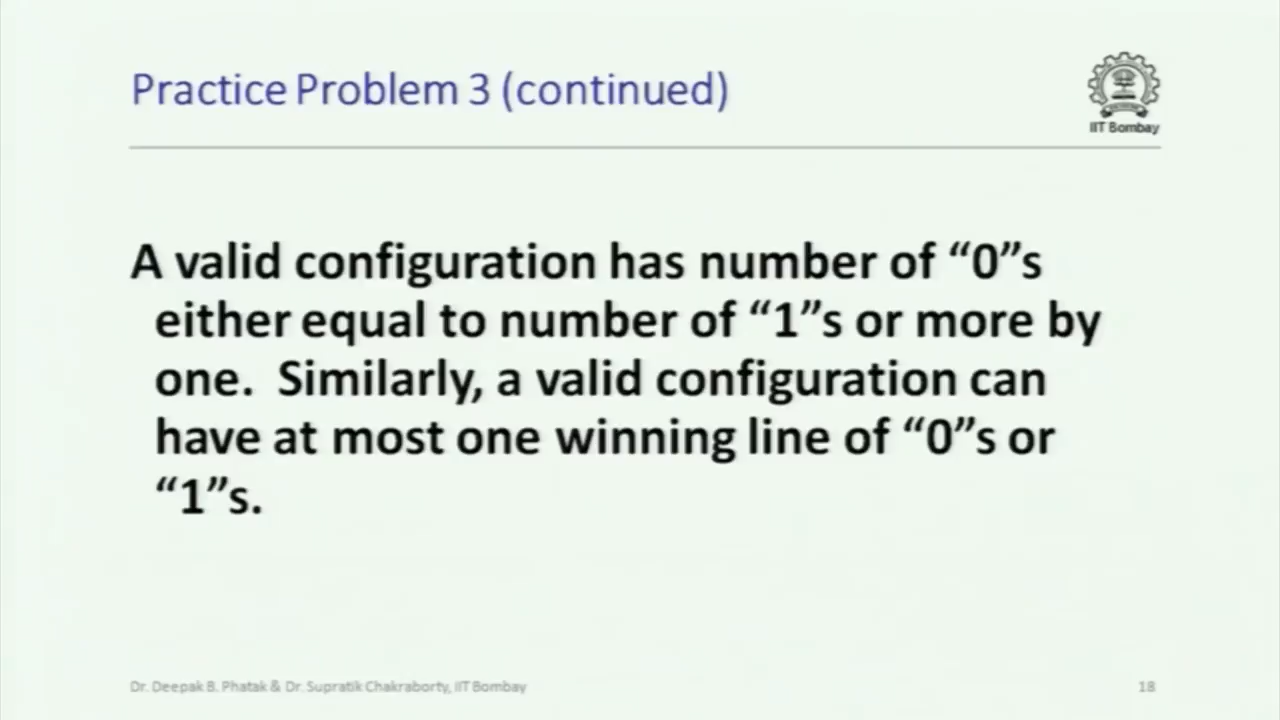 Practice Problem 3 (continued)
IIT Bombay
A valid configuration has number of “0”s
either equal to number of “1”s or more by
one. Similarly, a valid configuration can
have at most one winning line of “0”s or
“1”s.
Dr. Deepak B. Phatak & Dr. Supratik Chakraborty, IIT Bombay
18